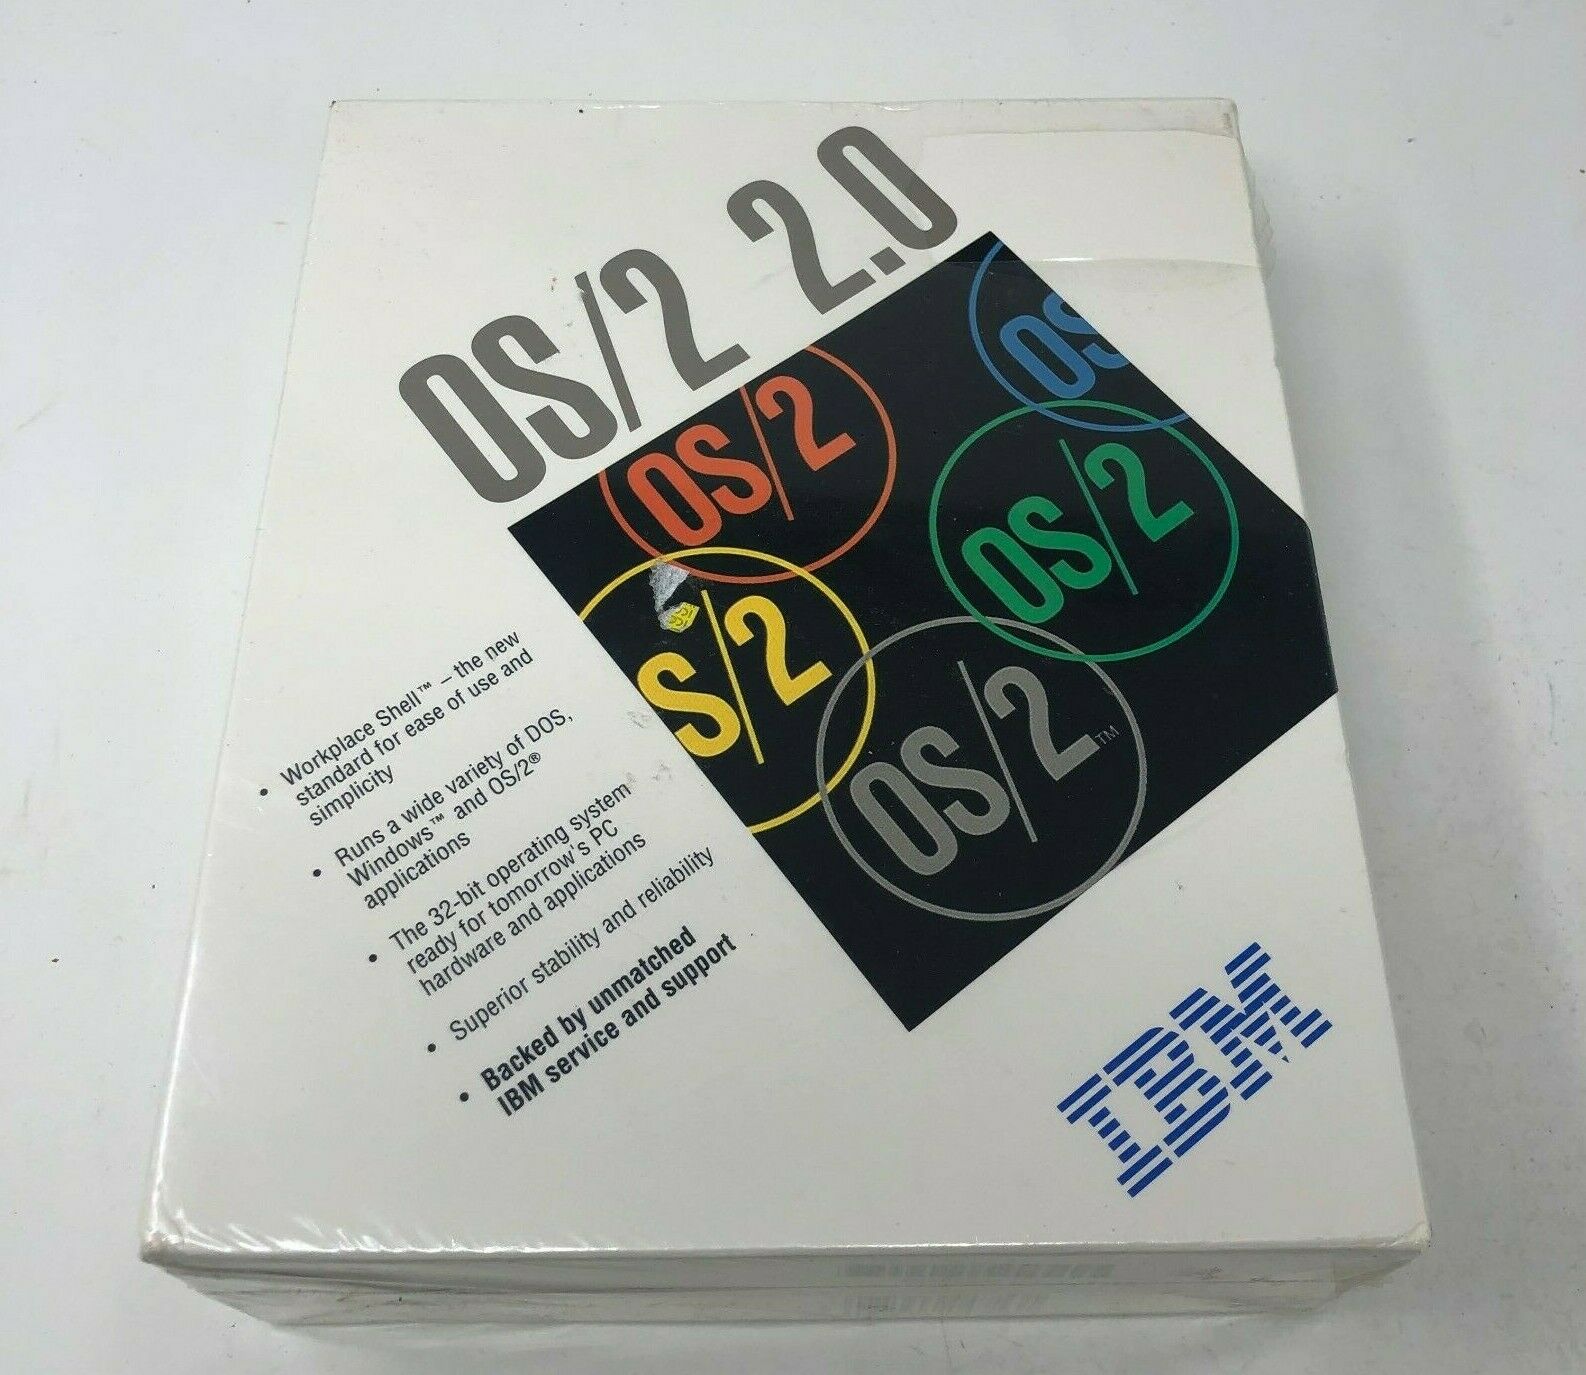 OS/2 2.0
OS
OS/2
OS/2
S/2
OS/2™
• Workplace Shell™ – the new
standard for ease of use and
simplicity
• Runs a wide variety of DOS,
Windows™ and OS/2®
applications
• The 32-bit operating system
ready for tomorrow's PC
hardware and applications
• Superior stability and reliability
• Backed by unmatched
IBM service and support
IBM